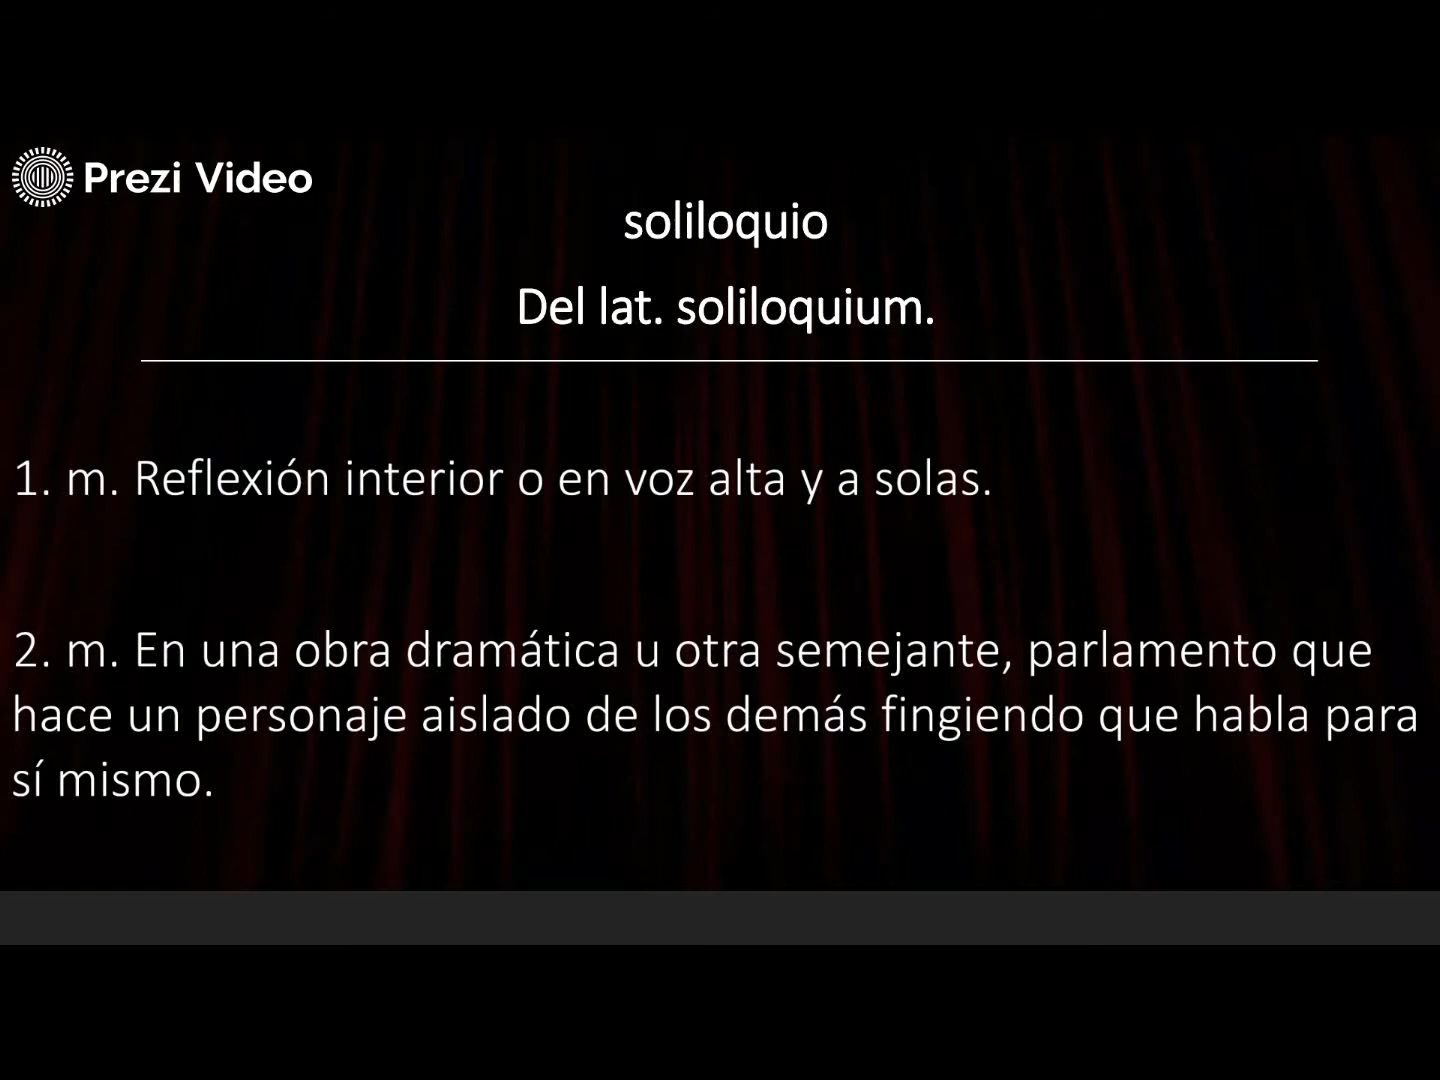 Prezi Video
soliloquio
Del lat. soliloquium.
1. m. Reflexión interior o en voz alta y a solas.
2. m. En una obra dramática u otra semejante, parlamento que
hace un personaje aislado de los demás fingiendo que habla para
sí mismo.